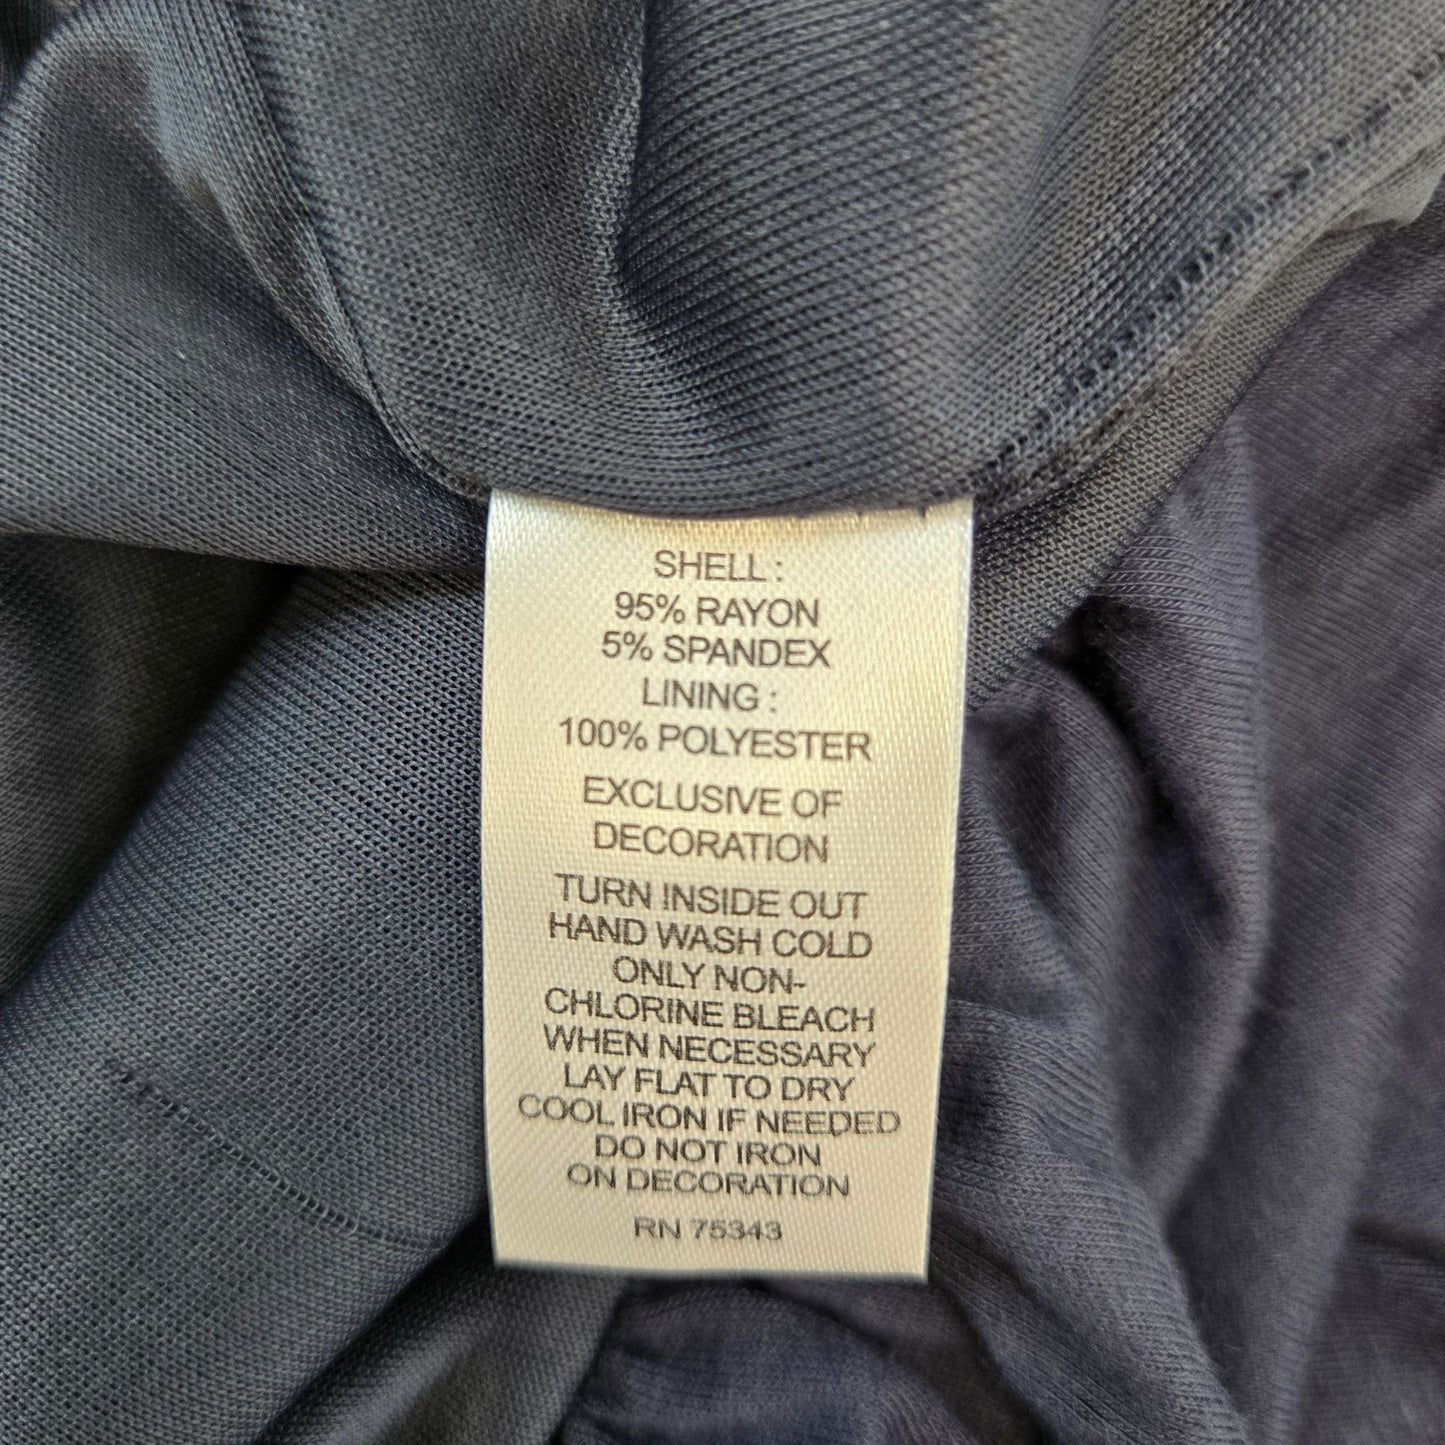 SHELL :
95% RAYON
5% SPANDEX
LINING :
100% POLYESTER
EXCLUSIVE OF
DECORATION
TURN INSIDE OUT
HAND WASH COLD
ONLY NON-
CHLORINE BLEACH
WHEN NECESSARY
LAY FLAT TO DRY
COOL IRON IF NEEDED
DO NOT IRON
ON DECORATION
RN 75343